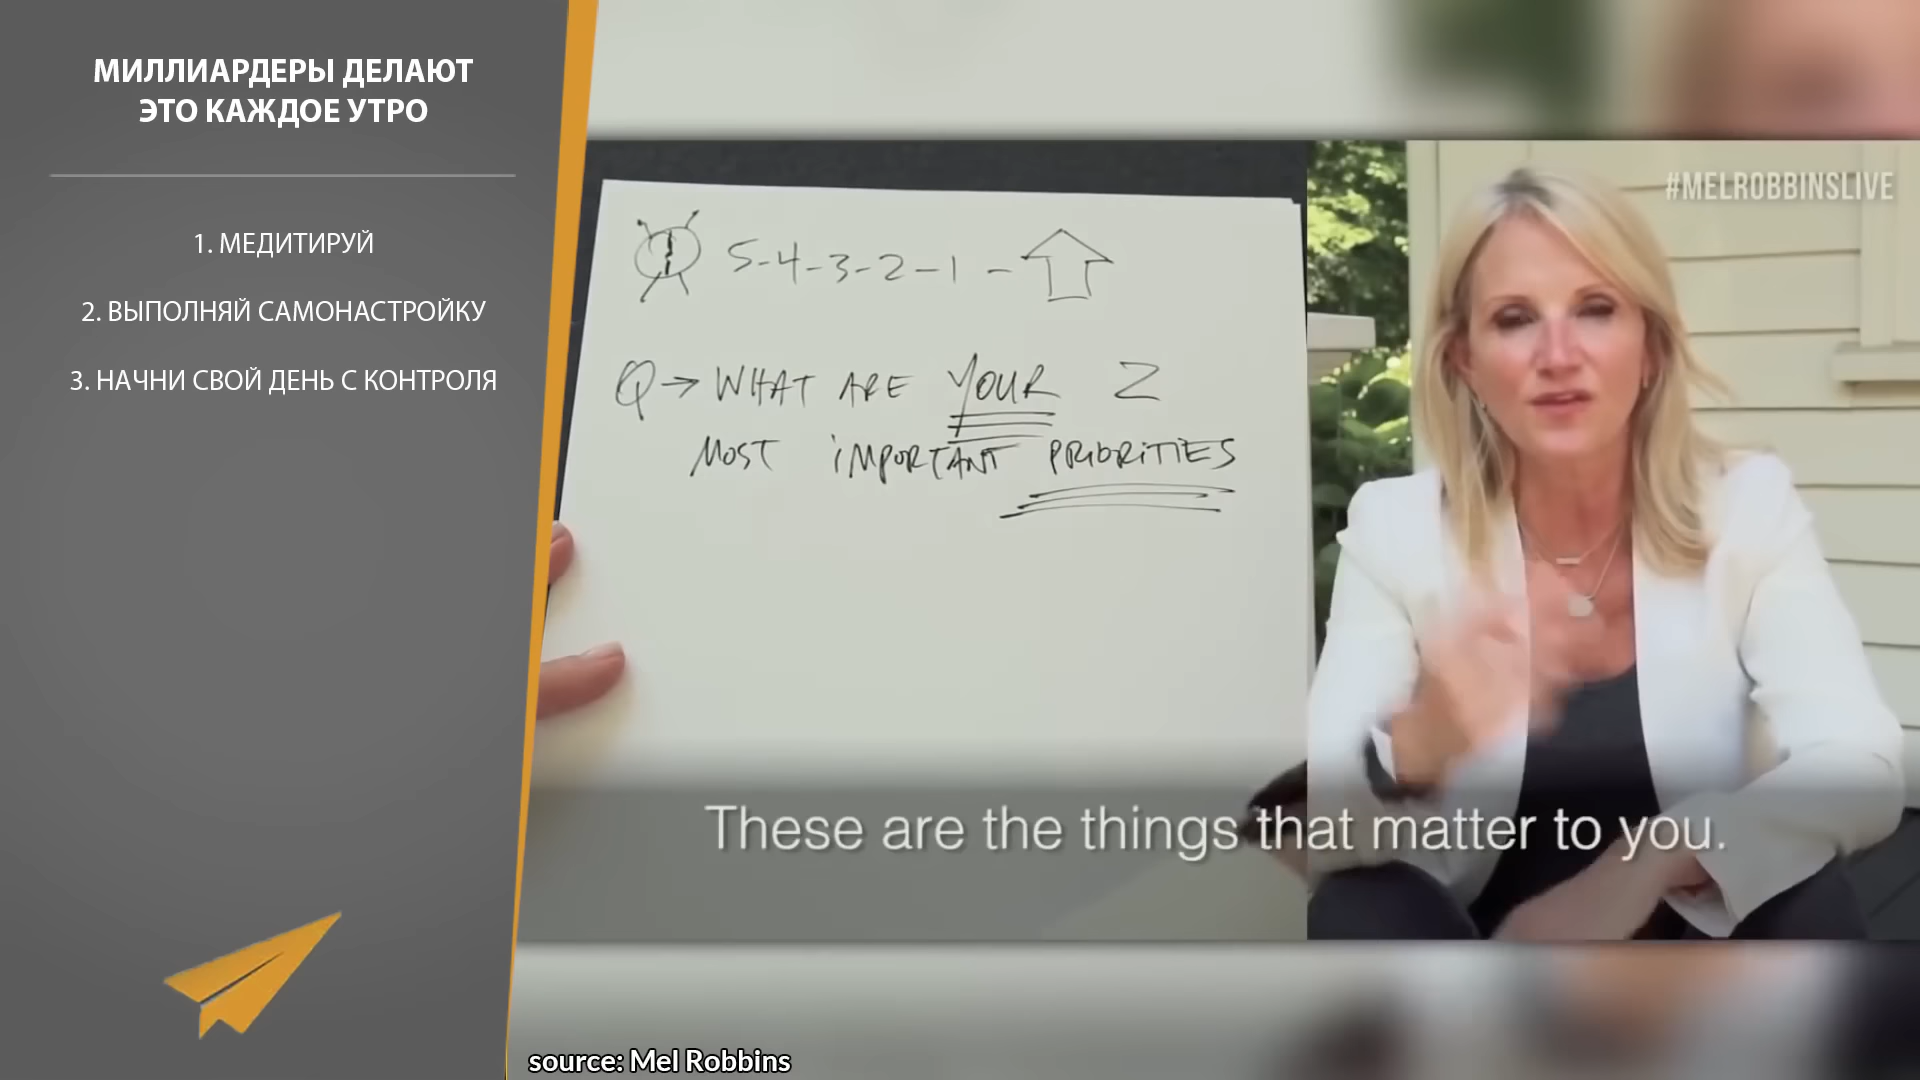 МИЛЛИАРДЕРЫ ДЕЛАЮТ
ЭТО КАЖДОЕ УТРО
1. МЕДИТИРУЙ
2. ВЫПОЛНЯЙ САМОНАСТРОЙКУ
3. НАЧНИ СВОЙ ДЕНЬ С КОНТРОЛЯ
#MELROBBINSLIVE
5-4-3-2-1-
Q → WHAT ARE YOUR 2
MOST IMPORTANT PRIORITIES
These are the things that matter to you.
source: Mel Robbins